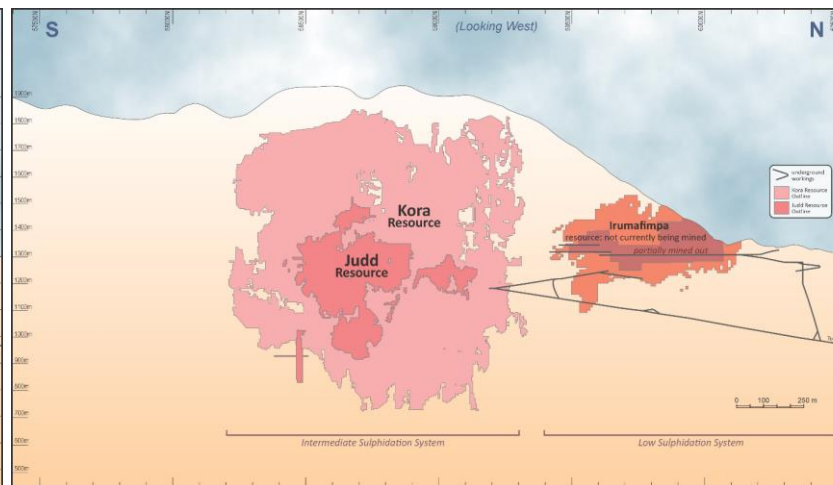 S
(Looking West)
N
underground
workings
Kora Resource
Outline
Judd Resource
Outline
Kora
Resource
Judd
Resource
Irumafimpa
resource; not currently being mined
partially mined out
1900m
1800m
1700m
1600m
1500m
1400m
1300m
1200m
1100m
1000m
900m
800m
700m
600m
500m
0 100 250 m
Intermediate Sulphidation System
Low Sulphidation System